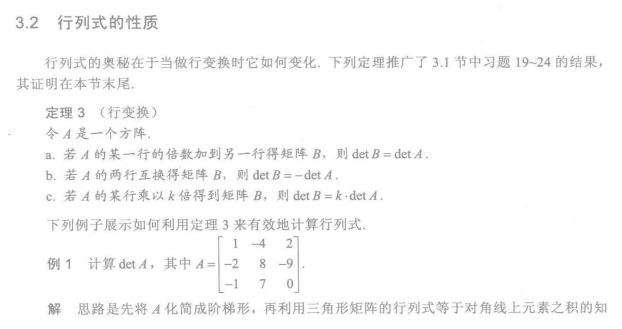 3.2 行列式的性质
行列式的奥秘在于当做行变换时它如何变化. 下列定理推广了 3.1 节中习题 19~24 的结果，
其证明在本节末尾.
定理 3 （行变换）
令 A 是一个方阵.
a. 若 A 的某一行的倍数加到另一行得矩阵 B，则 det B = det A.
b. 若 A 的两行互换得矩阵 B，则 det B = −det A.
c. 若 A 的某行乘以 k 倍得到矩阵 B，则 det B = k·det A.
下列例子展示如何利用定理 3 来有效地计算行列式.
1 −4 2
例 1 计算 det A，其中 A = −2 8 −9 .
−1 7 0
解 思路是先将 A 化简成阶梯形，再利用三角形矩阵的行列式等于对角线上元素之积的知